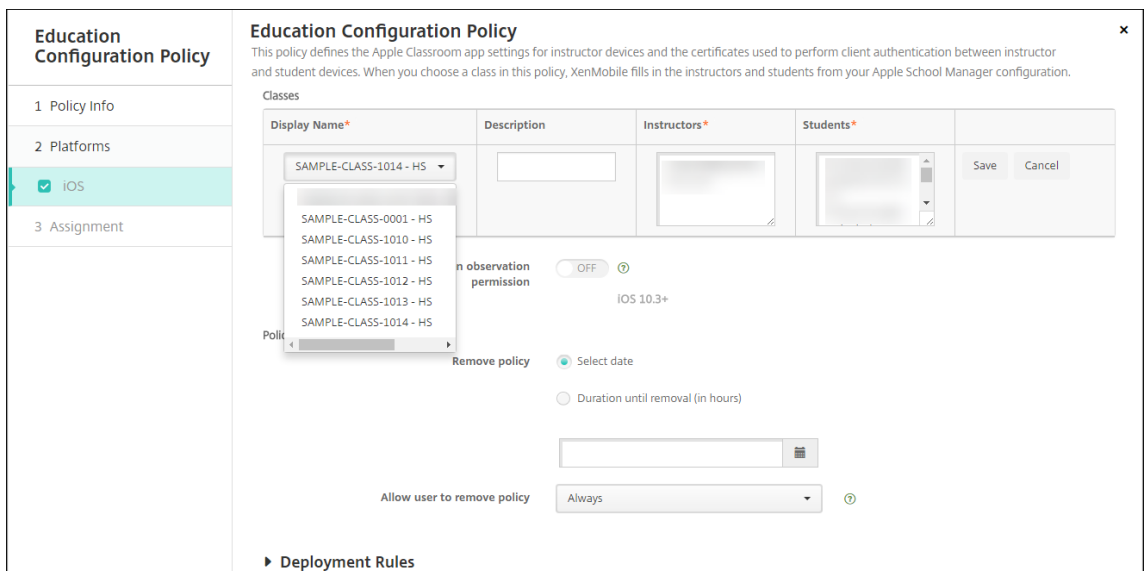 Education
Configuration Policy
1 Policy Info
2 Platforms
iOS
3 Assignment
Education Configuration Policy
This policy defines the Apple Classroom app settings for instructor devices and the certificates used to perform client authentication between instructor
and student devices. When you choose a class in this policy, XenMobile fills in the instructors and students from your Apple School Manager configuration.
Classes
Display Name* Description Instructors* Students*
SAMPLE-CLASS-1014 - HS Save Cancel
SAMPLE-CLASS-0001 - HS
SAMPLE-CLASS-1010 - HS
SAMPLE-CLASS-1011 - HS
SAMPLE-CLASS-1012 - HS
SAMPLE-CLASS-1013 - HS
SAMPLE-CLASS-1014 - HS
observation
permission
OFF
iOS 10.3+
Remove policy Select date
Duration until removal (in hours)
Allow user to remove policy Always
Deployment Rules